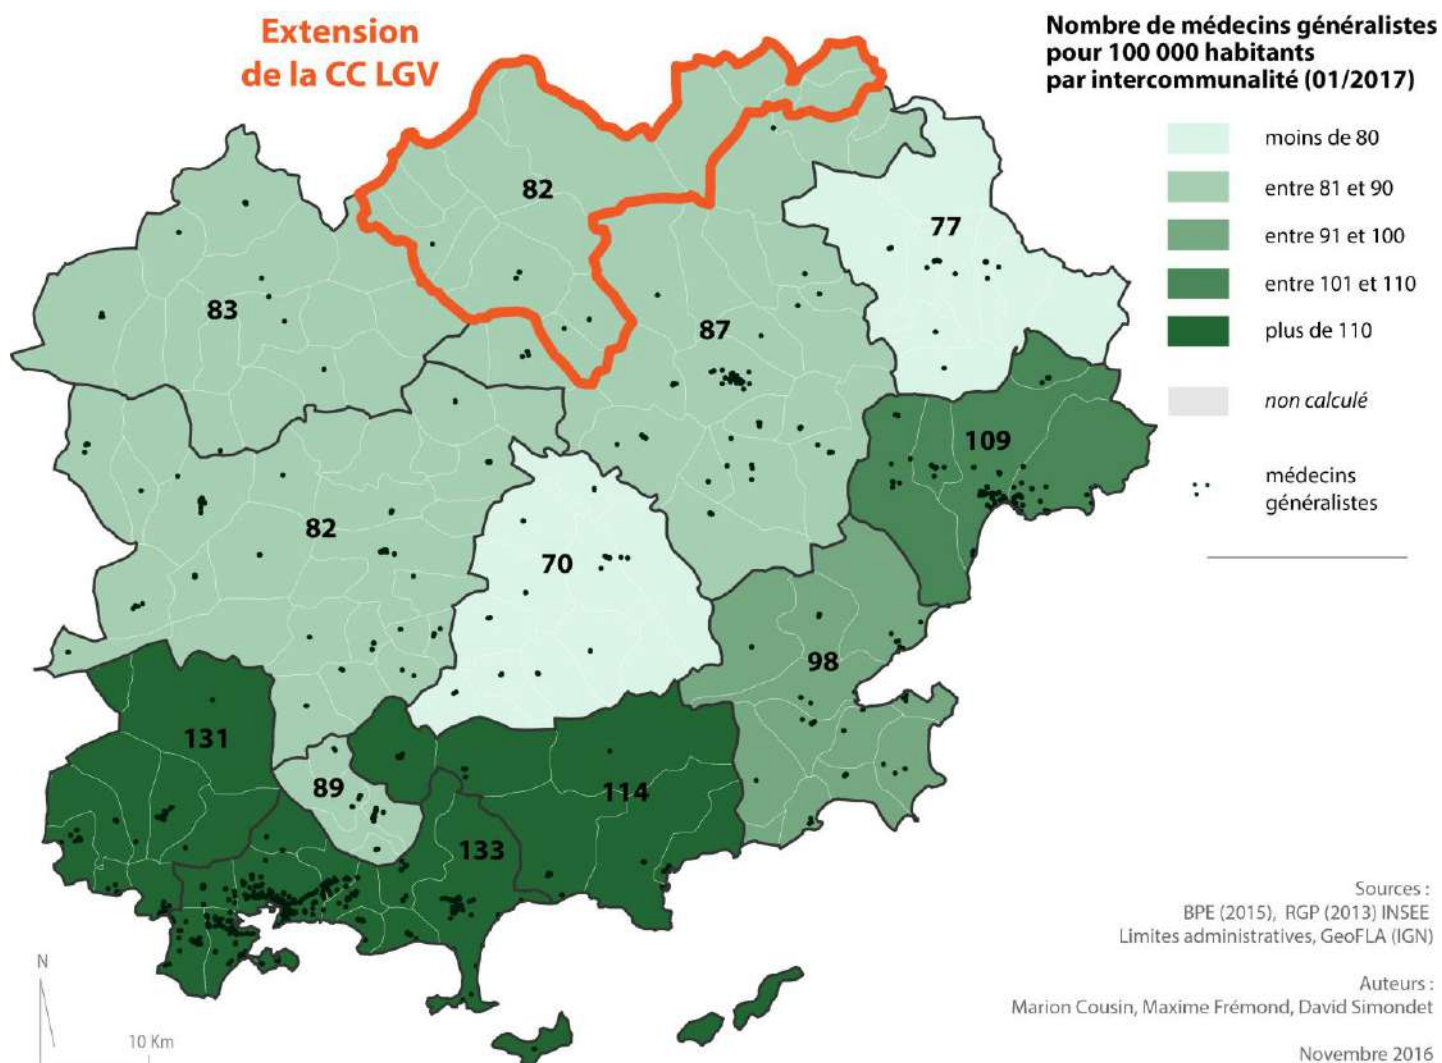 Extension
de la CC LGV
Nombre de médecins généralistes
pour 100 000 habitants
par intercommunalité (01/2017)
moins de 80
entre 81 et 90
entre 91 et 100
entre 101 et 110
plus de 110
non calculé
médecins
généralistes
82
77
83
87
109
82
70
98
131
89
114
133
Sources :
BPE (2015), RGP (2013) INSEE
Limites administratives, GeoFLA (IGN)
Auteurs :
Marion Cousin, Maxime Frémond, David Simondet
Novembre 2016
N
10 Km